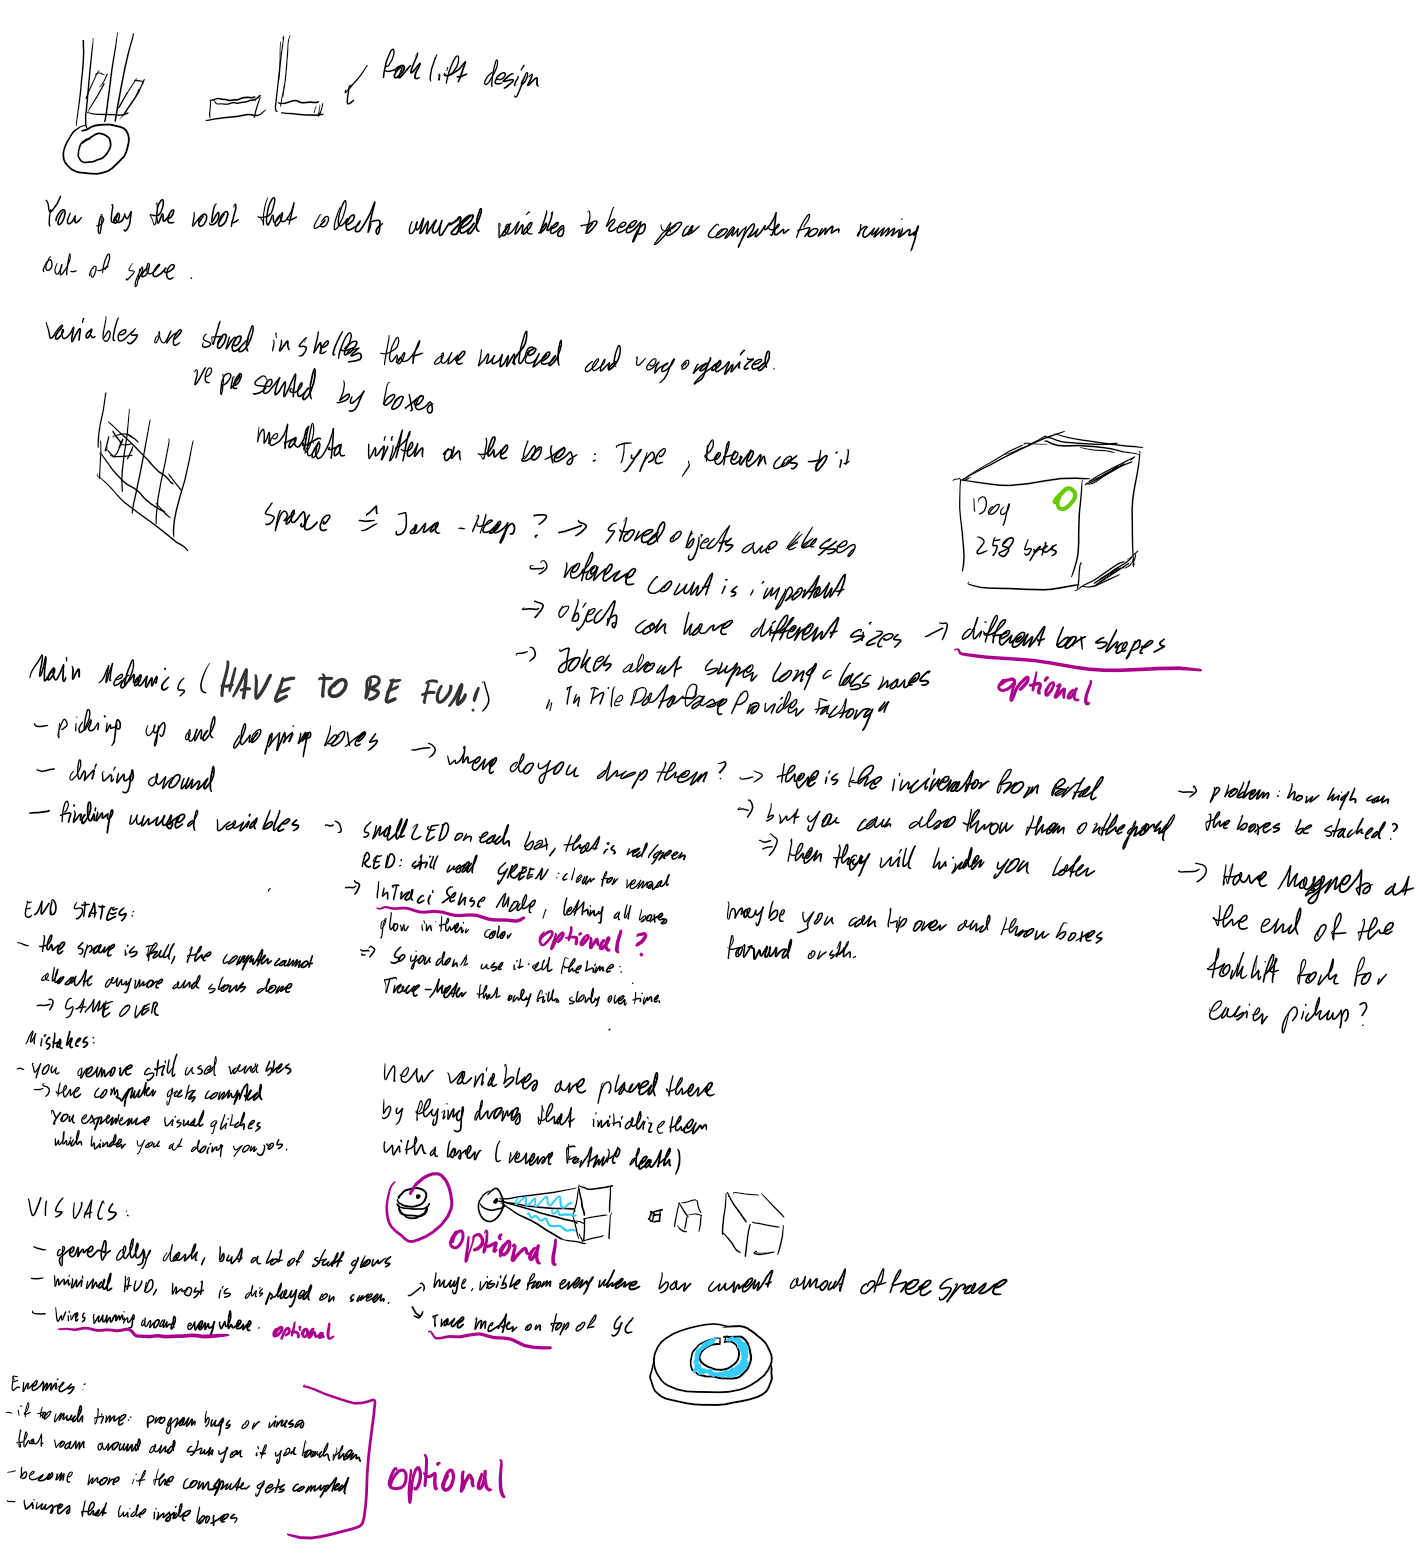 forklift design
You play the robot that collects unused variables to keep your computer from running
out of space.
variables are stored in shelfes that are numbered and very organized.
represented by boxes
metadata written on the boxes: Type, References to it
Dog
258 bytes
space ≙ Java-Heap? → stored objects are klasses
→ referece count is important
→ objects can have different sizes → different box shapes
optional
→ Jokes about super long class names
„InFileDataBaseProviderFactory"
Main Mechanics (HAVE TO BE FUN!)
- picking up and dropping boxes → where do you drop them? → there is the incinerator from Portal
→ but you can also throw them on the ground
⇒ then they will hinder you later
→ problem: how high can
the boxes be stacked?
→ Have Magnets at
the end of the
forklift fork for
easier pickup?
maybe you can tip over and throw boxes
forward or sth.
- driving around
- finding unused variables → small LED on each box, that is red/green
RED: still used GREEN: clear for removal
→ InTraci Sense Mode, letting all boxes
glow in their color
optional?
⇒ So you dont use it all the time:
Trace-Meter that only fills slowly over time.
END STATES:
- the space is full, the computer cannot
allocate anymore and slows done
→ GAME OVER
Mistakes:
- you remove still used variables
→ the computer gets corrupted
you experience visual glitches
which hinder you at doing you job.
new variables are placed there
by flying drones that initialize them
with a laser (reverse Fortnite death)
optional
VISUALS:
- generally dark, but a lot of stuff glows
- minimal HUD, most is displayed on screen. → huge, visible from everywhere bar current amout of free space
↘ Trace meter on top of GC
- Wires running around everywhere. optional
Enemies:
- if too much time: program bugs or viruses
that roam around and stun you if you touch them
- become more if the computer gets corrupted
- viruses that hide inside boxes
optional